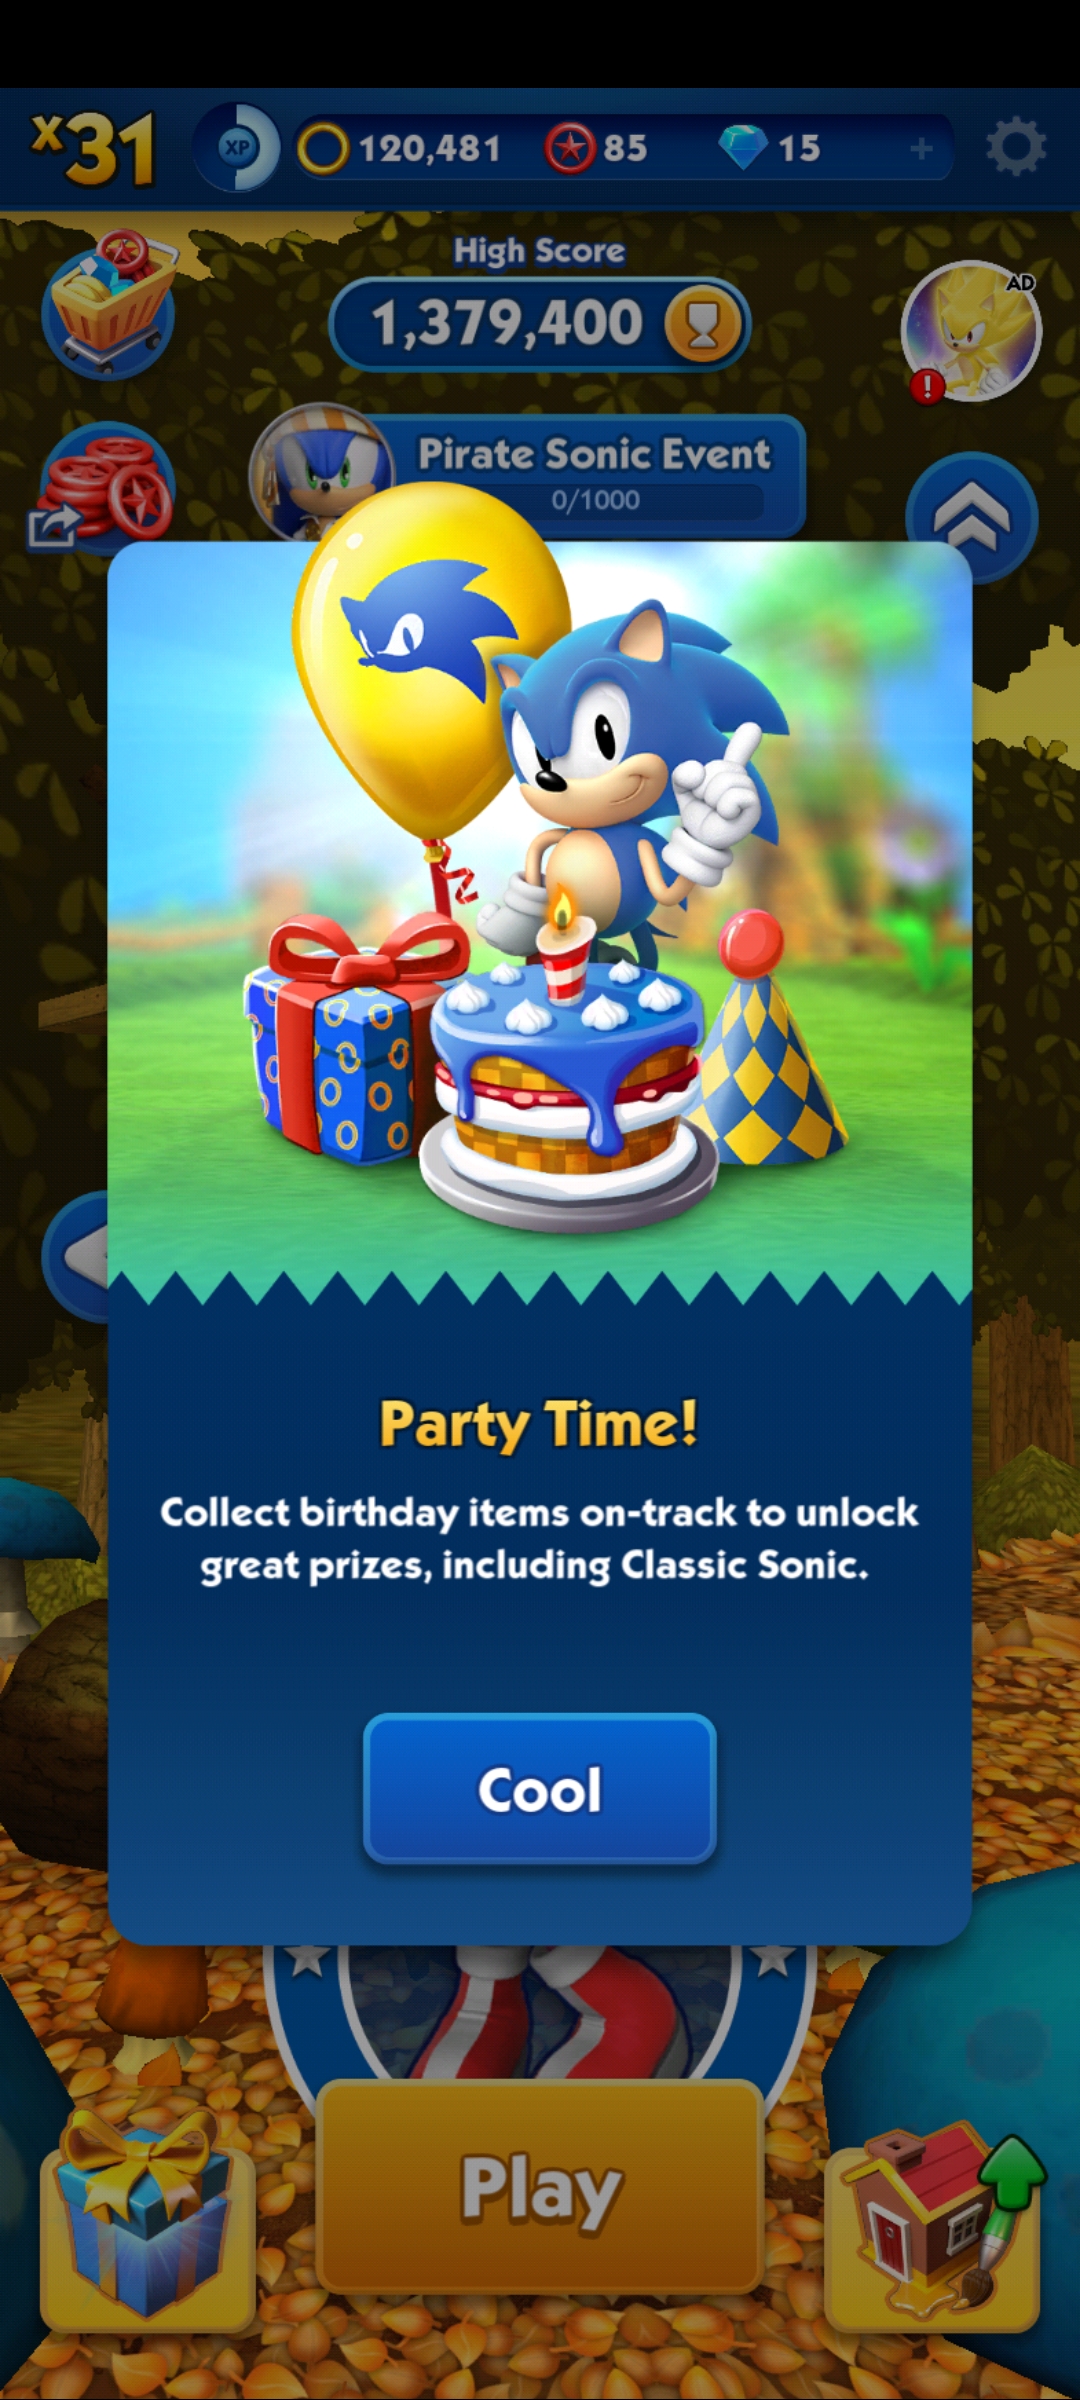 x31
XP
120,481
85
15
+
High Score
1,379,400
AD
!
Pirate Sonic Event
0/1000
Party Time!
Collect birthday items on-track to unlock
great prizes, including Classic Sonic.
Cool
Play